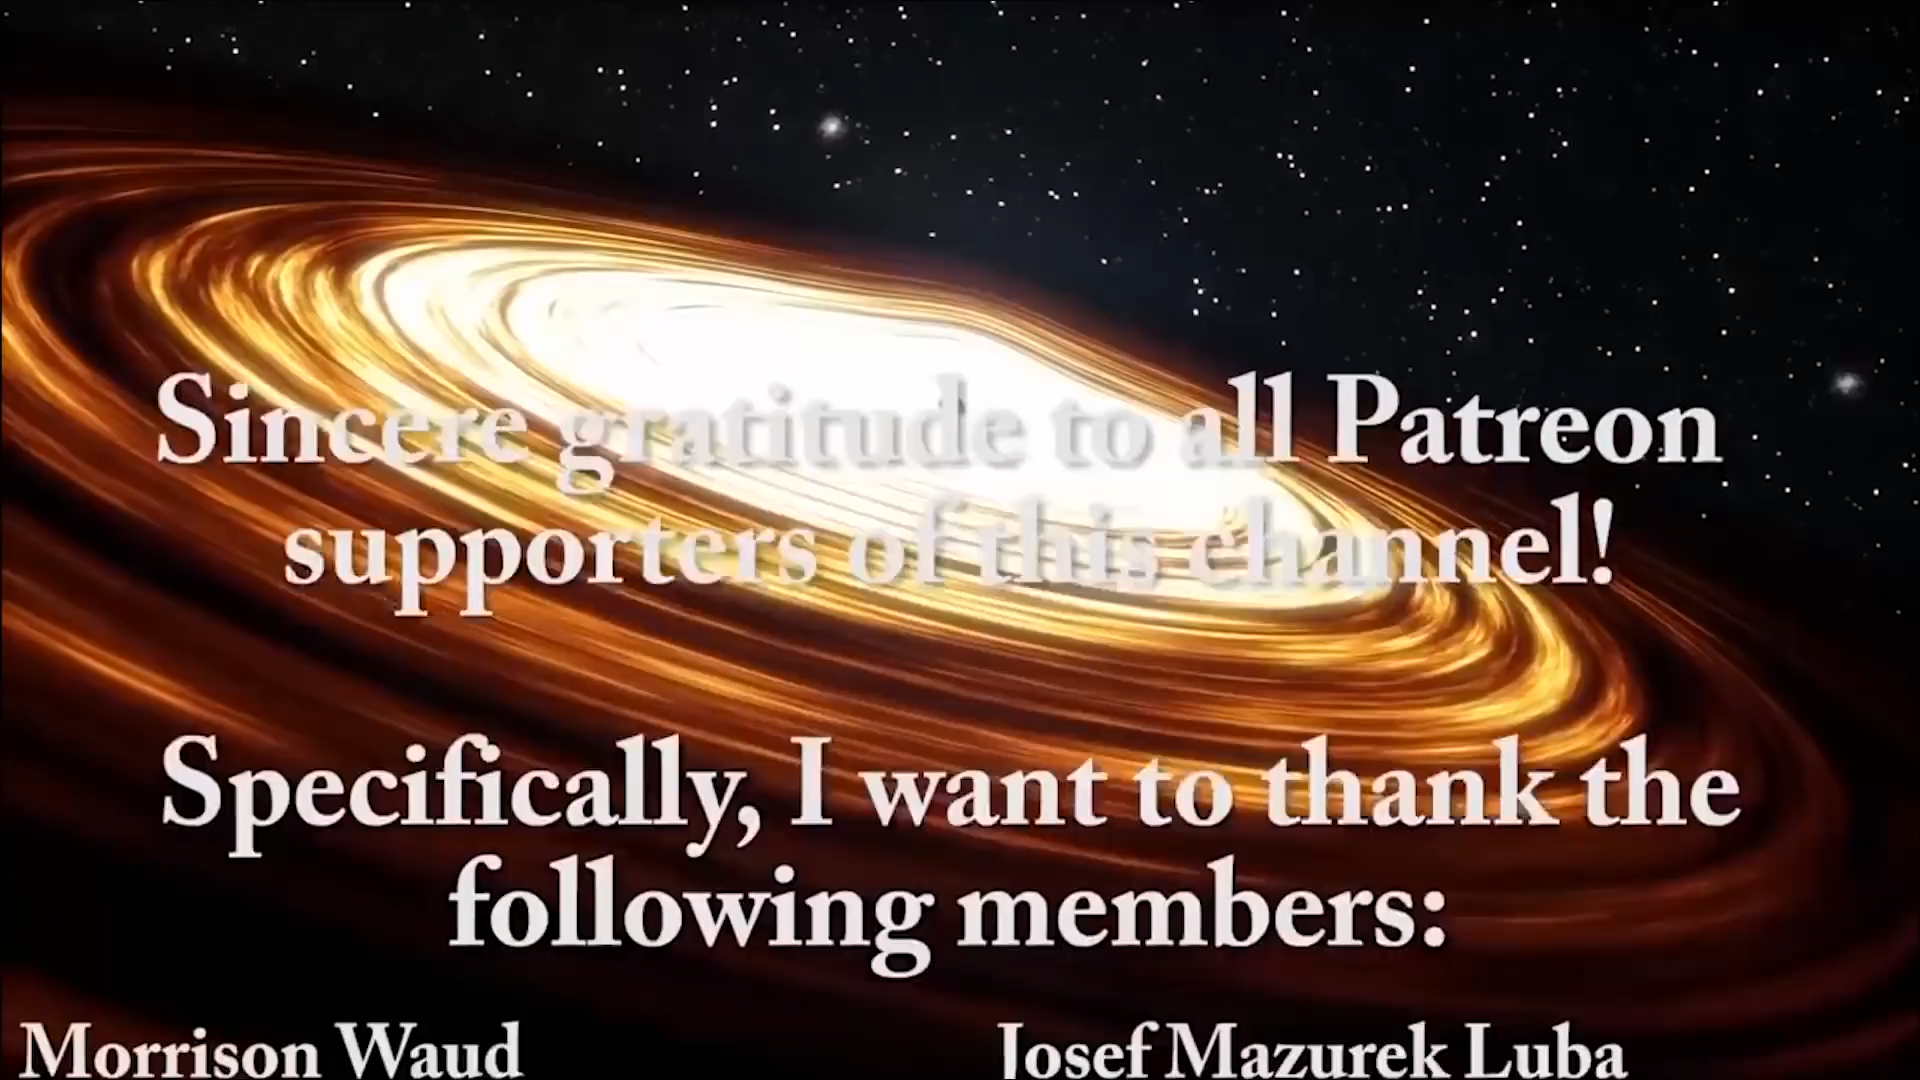 Sincere gratitude to all Patreon
supporters of this channel!
Specifically, I want to thank the
following members:
Morrison Waud
Josef Mazurek Luba